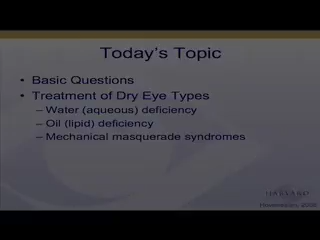 Today's Topic
• Basic Questions
• Treatment of Dry Eye Types
– Water (aqueous) deficiency
– Oil (lipid) deficiency
– Mechanical masquerade syndromes